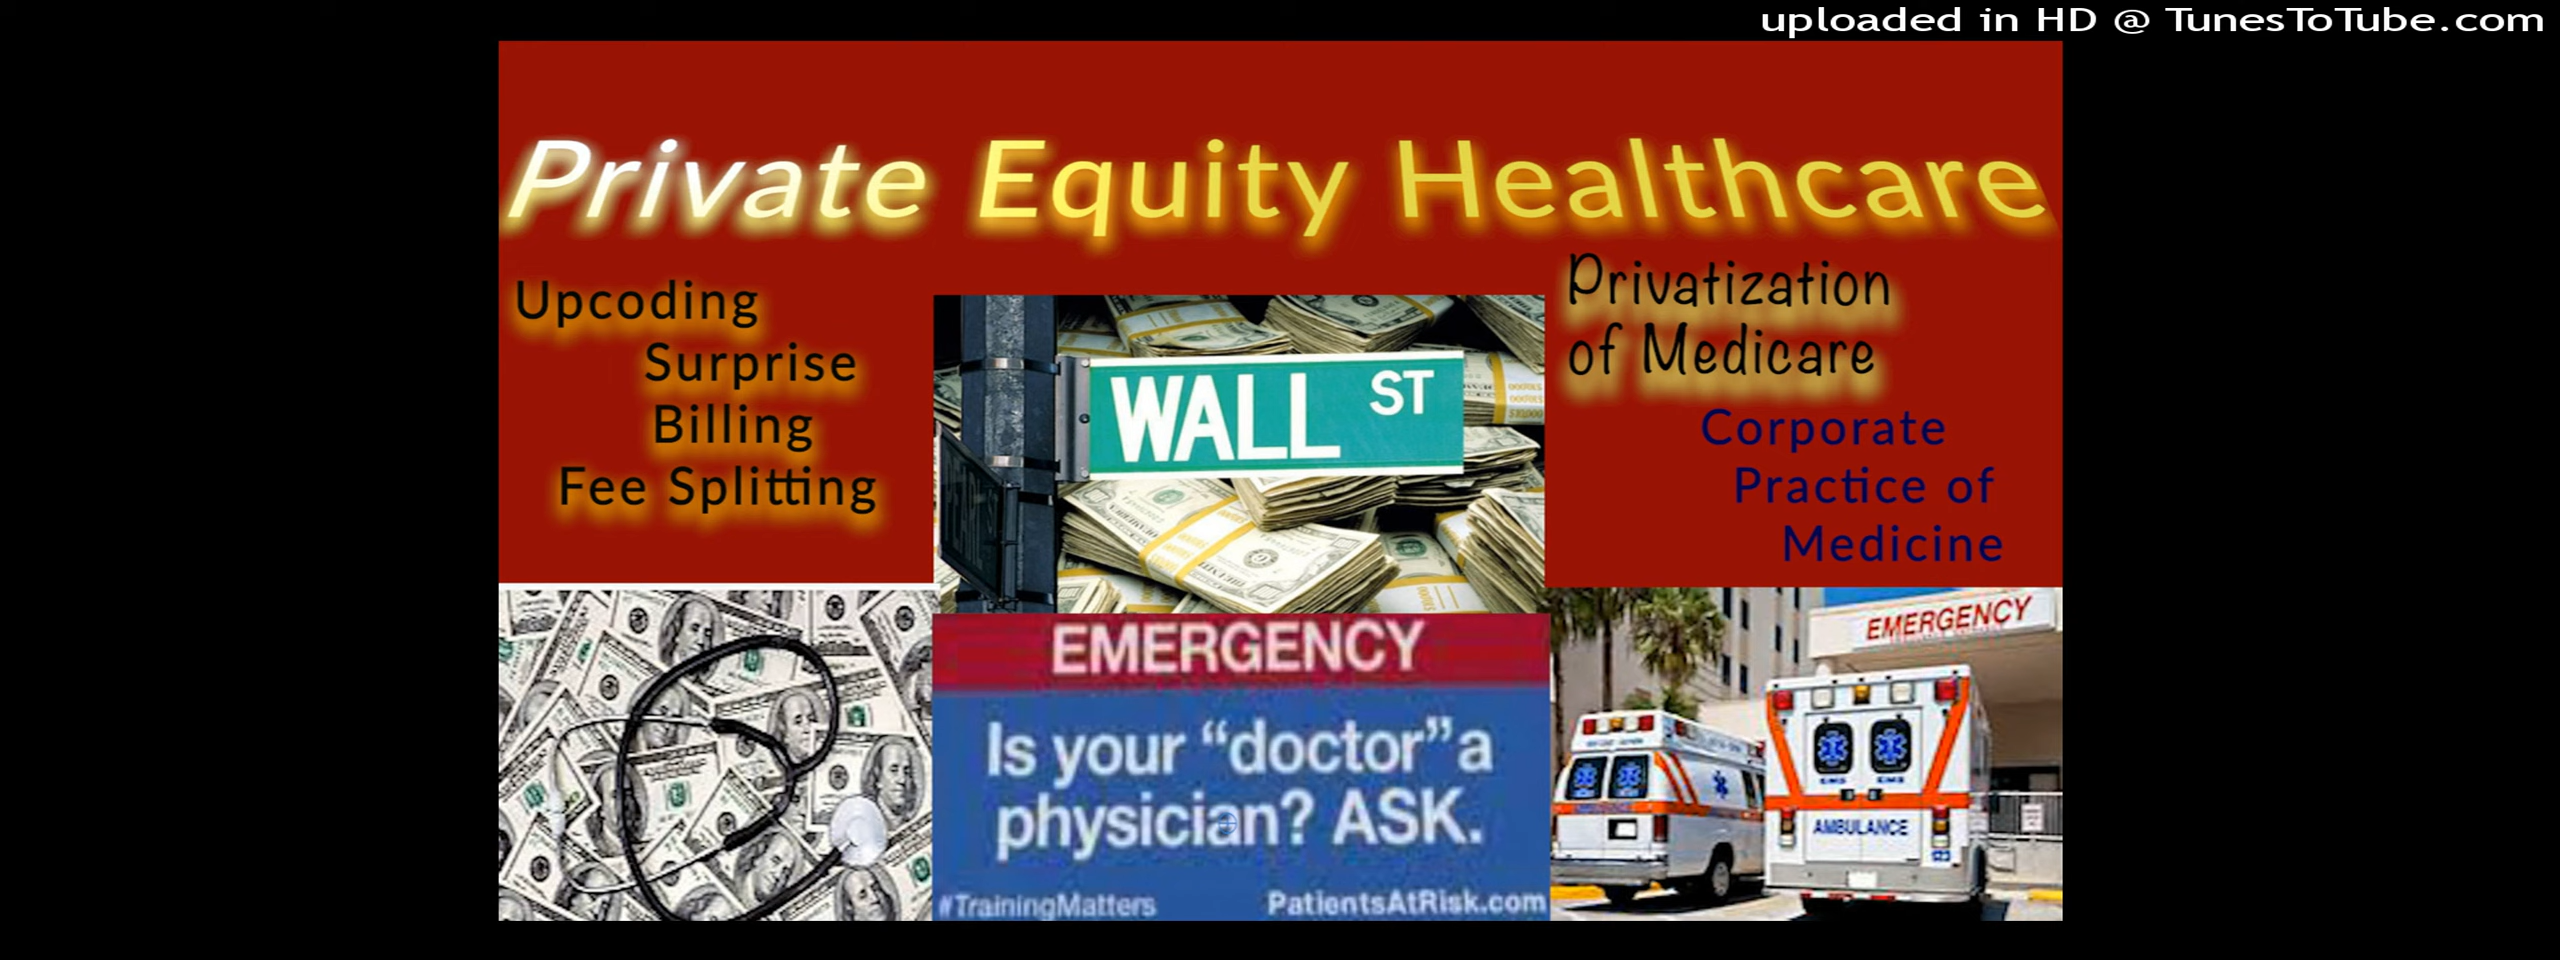 uploaded in HD @ TunesToTube.com
Private Equity Healthcare
Upcoding
Surprise
Billing
Fee Splitting
Privatization
of Medicare
Corporate
Practice of
Medicine
WALL ST
EMERGENCY
Is your “doctor” a
physician? ASK.
#TrainingMatters
PatientsAtRisk.com
EMERGENCY
AMBULANCE